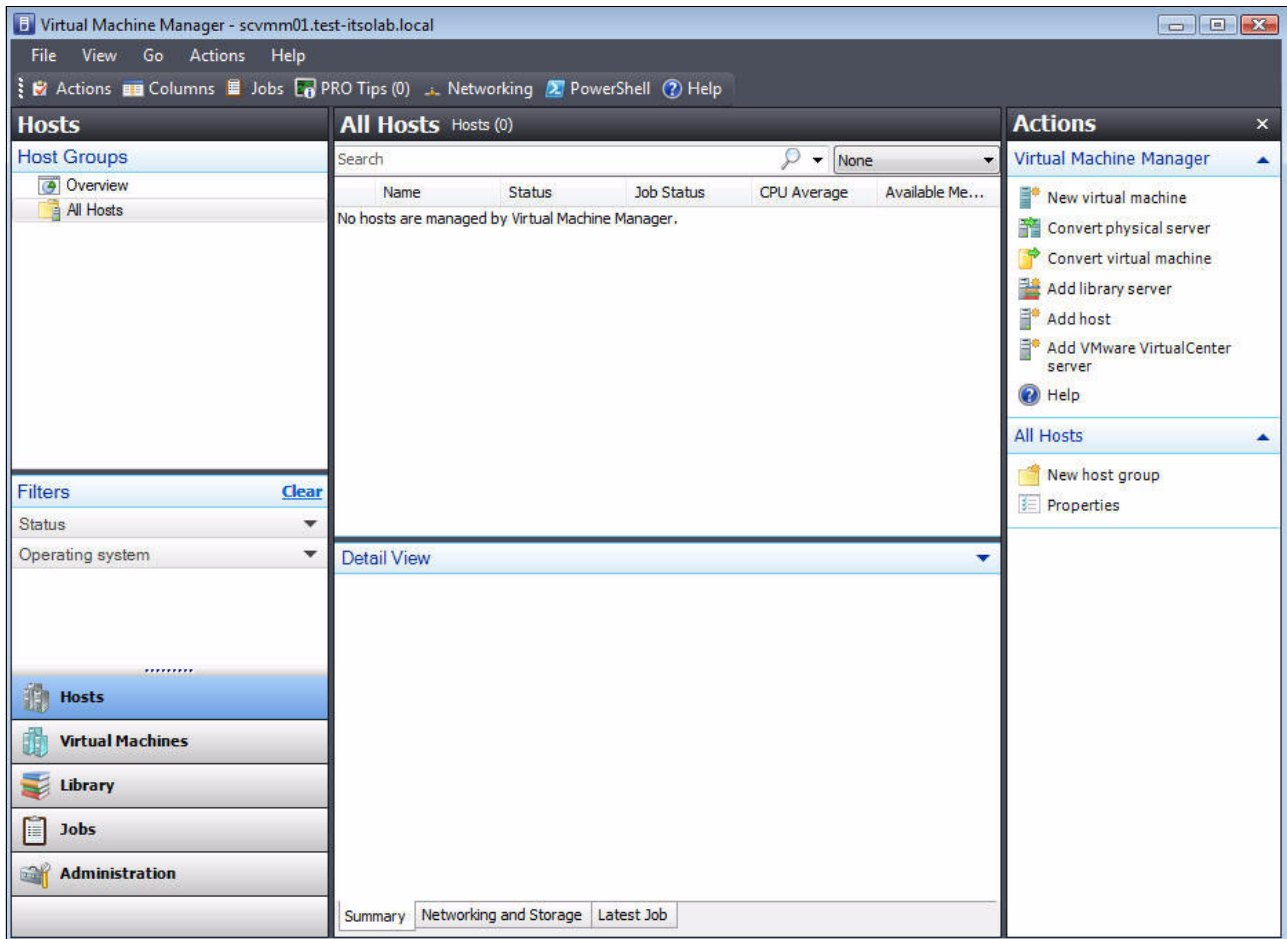 Virtual Machine Manager - scvmm01.test-itsolab.local
File View Go Actions Help
Actions Columns Jobs PRO Tips (0) Networking PowerShell Help
Hosts
Host Groups
Overview
All Hosts
Filters Clear
Status
Operating system
Hosts
Virtual Machines
Library
Jobs
Administration
All Hosts Hosts (0)
Search None
Name Status Job Status CPU Average Available Me...
No hosts are managed by Virtual Machine Manager.
Detail View
Summary Networking and Storage Latest Job
Actions
Virtual Machine Manager
New virtual machine
Convert physical server
Convert virtual machine
Add library server
Add host
Add VMware VirtualCenter
server
Help
All Hosts
New host group
Properties